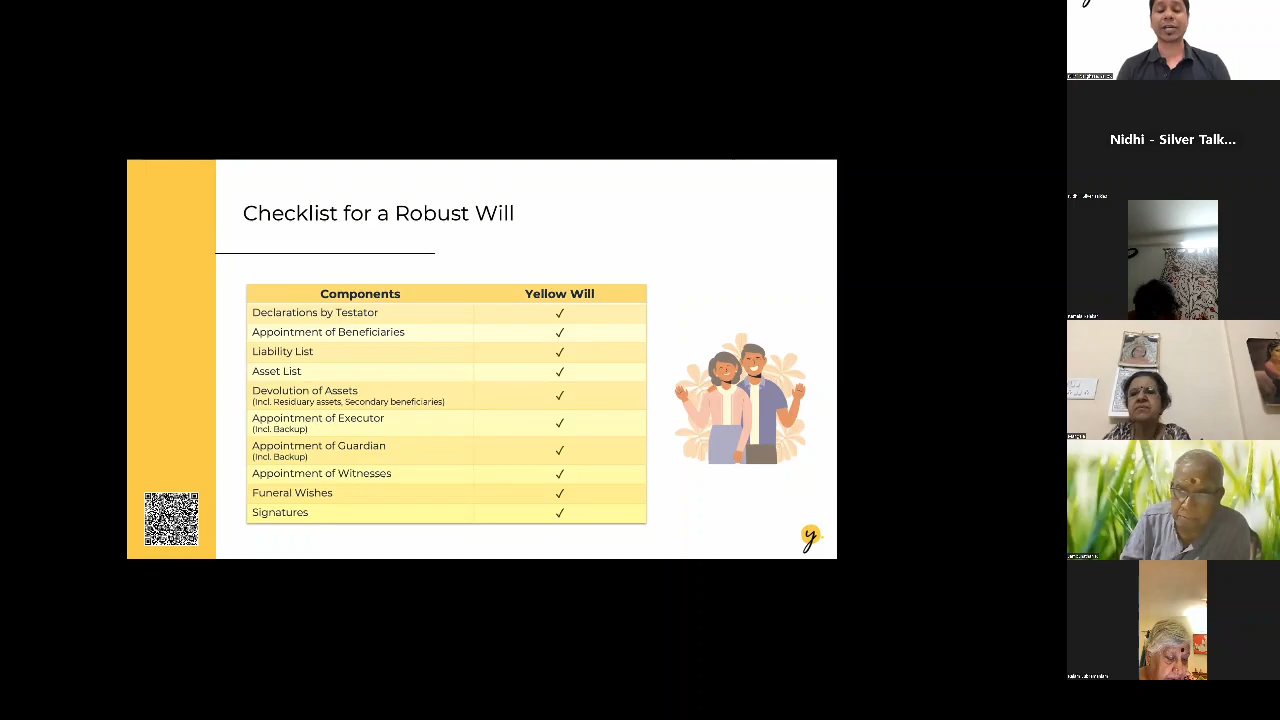 Checklist for a Robust Will
Components Yellow Will
Declarations by Testator ✓
Appointment of Beneficiaries ✓
Liability List ✓
Asset List ✓
Devolution of Assets ✓
(Incl. Residuary assets, Secondary beneficiaries)
Appointment of Executor ✓
(Incl. Backup)
Appointment of Guardian ✓
(Incl. Backup)
Appointment of Witnesses ✓
Funeral Wishes ✓
Signatures ✓
y
Nidhi - Silver Talk...
Mangala